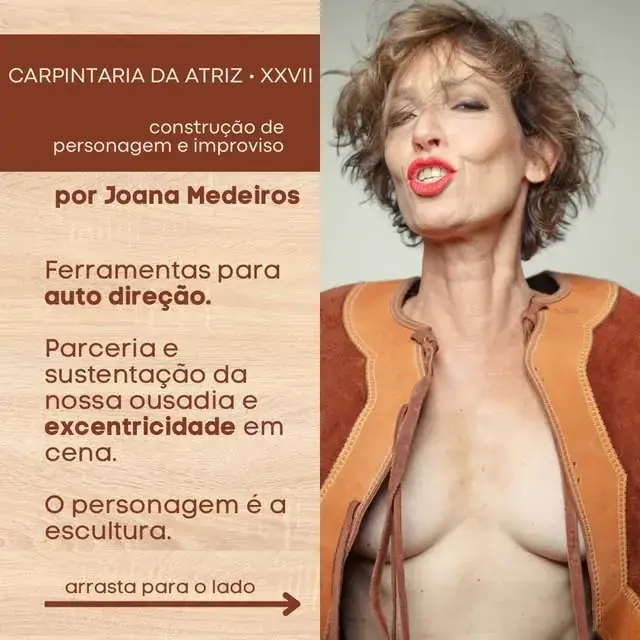 CARPINTARIA DA ATRIZ • XXVII
construção de
personagem e improviso
por Joana Medeiros
Ferramentas para
auto direção.
Parceria e
sustentação da
nossa ousadia e
excentricidade em
cena.
O personagem é a
escultura.
arrasta para o lado